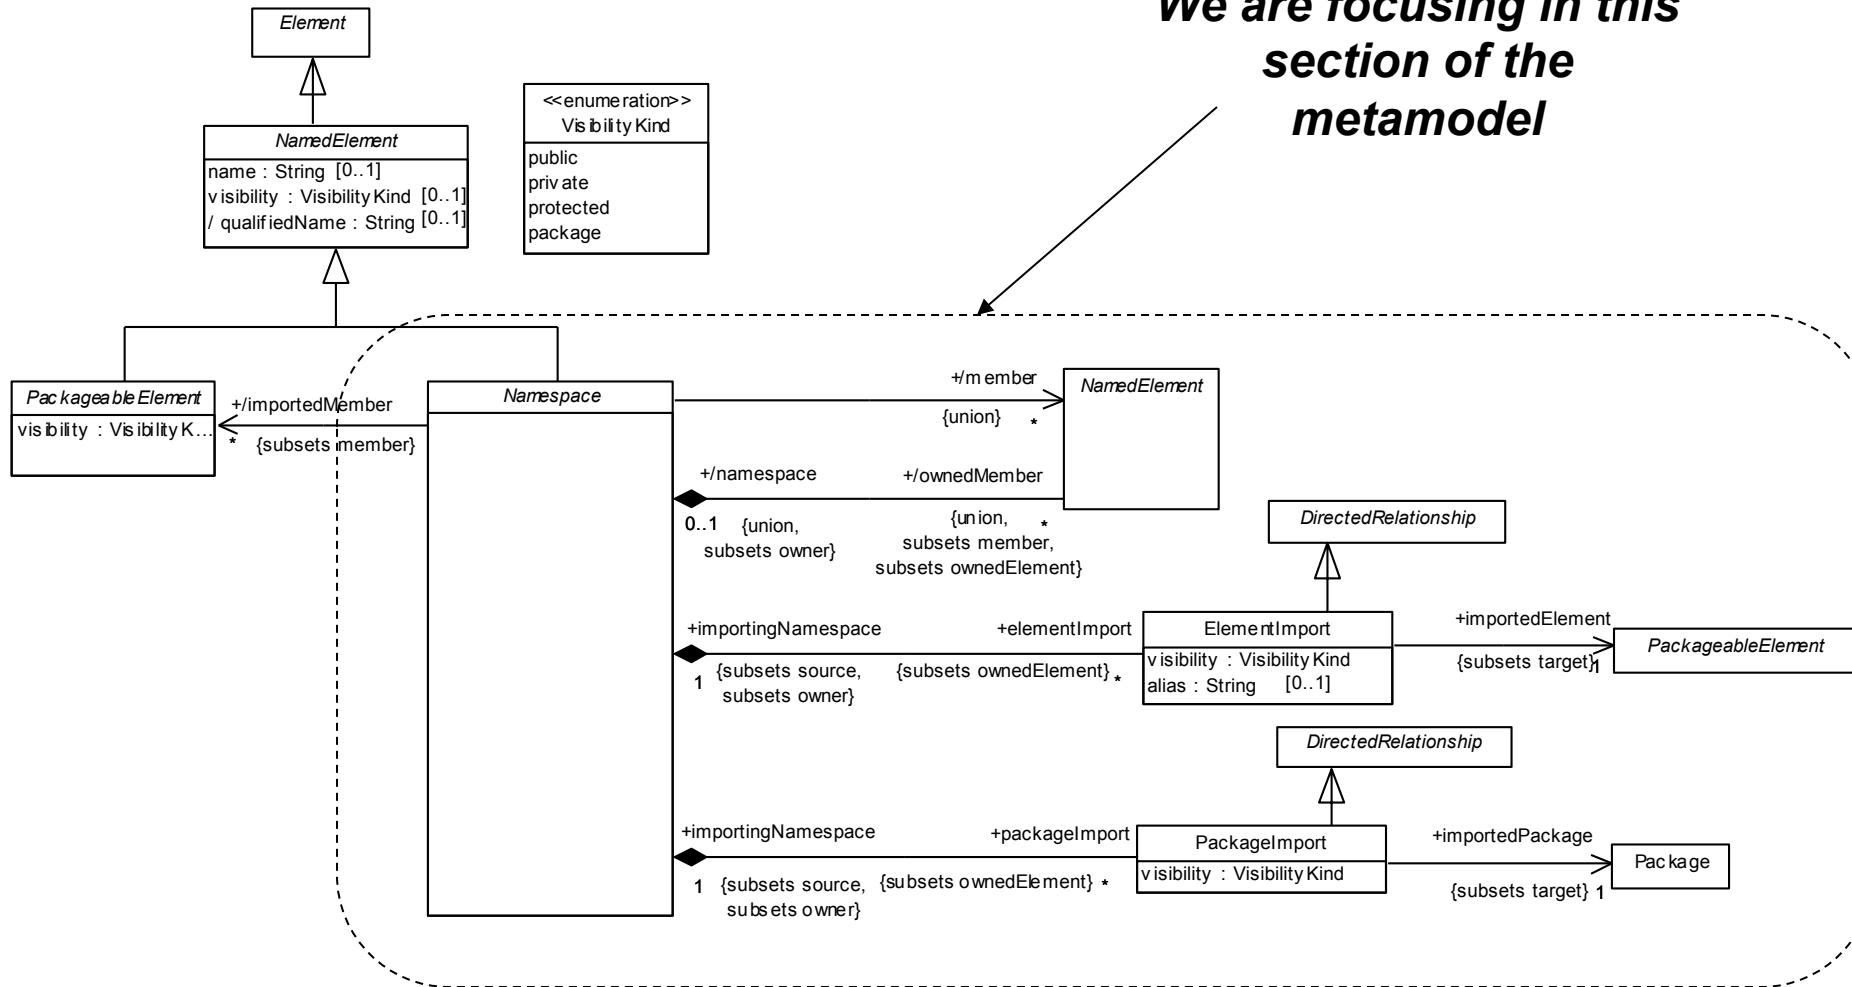 We are focusing in this
section of the
metamodel
Element
<<enumeration>>
VisibilityKind
public
private
protected
package
NamedElement
name : String [0..1]
visibility : VisibilityKind [0..1]
/ qualifiedName : String [0..1]
PackageableElement
visibility : VisibilityK...
+/importedMember
*
{subsets member}
Namespace
+/member
{union} *
NamedElement
+/namespace
0..1 {union,
subsets owner}
+/ownedMember
{union, *
subsets member,
subsets ownedElement}
DirectedRelationship
+importingNamespace
1 {subsets source,
subsets owner}
+elementImport
{subsets ownedElement} *
ElementImport
visibility : VisibilityKind
alias : String [0..1]
+importedElement
{subsets target} 1
PackageableElement
DirectedRelationship
+importingNamespace
1 {subsets source,
subsets owner}
+packageImport
{subsets ownedElement} *
PackageImport
visibility : VisibilityKind
+importedPackage
{subsets target} 1
Package